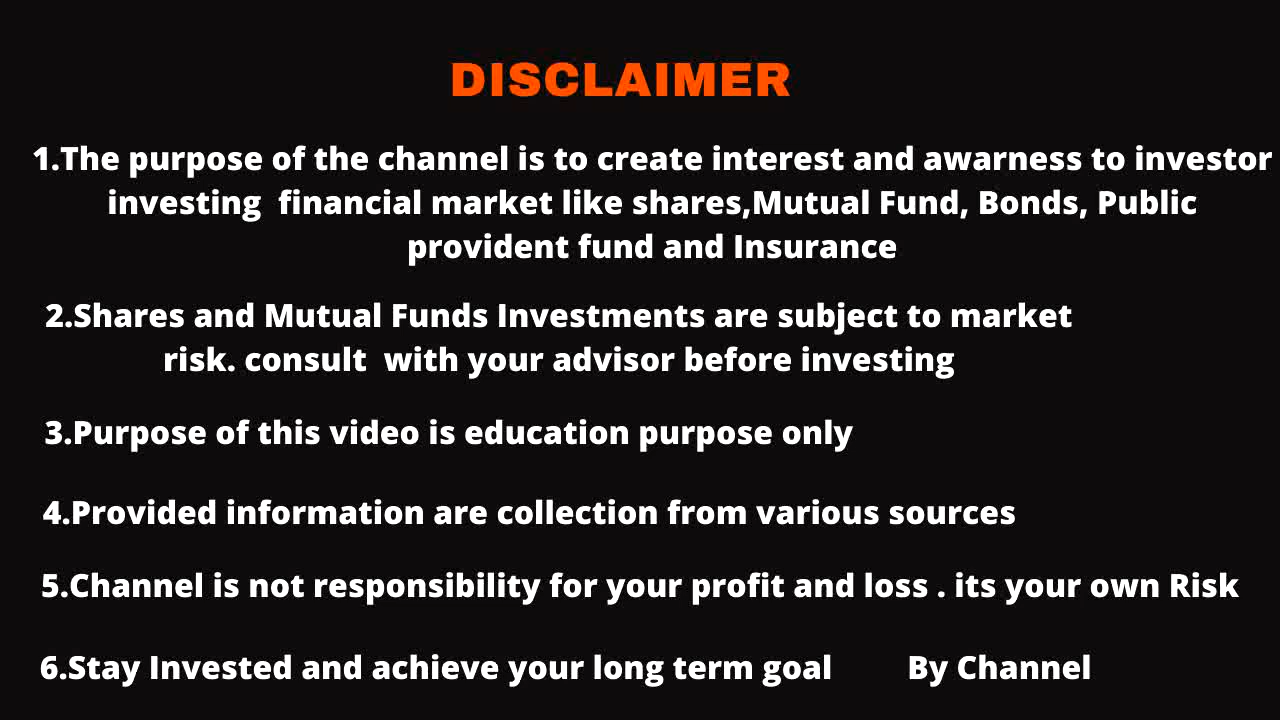 DISCLAIMER
1.The purpose of the channel is to create interest and awarness to investor
investing  financial market like shares,Mutual Fund, Bonds, Public
provident fund and Insurance
2.Shares and Mutual Funds Investments are subject to market
risk. consult  with your advisor before investing
3.Purpose of this video is education purpose only
4.Provided information are collection from various sources
5.Channel is not responsibility for your profit and loss . its your own Risk
6.Stay Invested and achieve your long term goal        By Channel